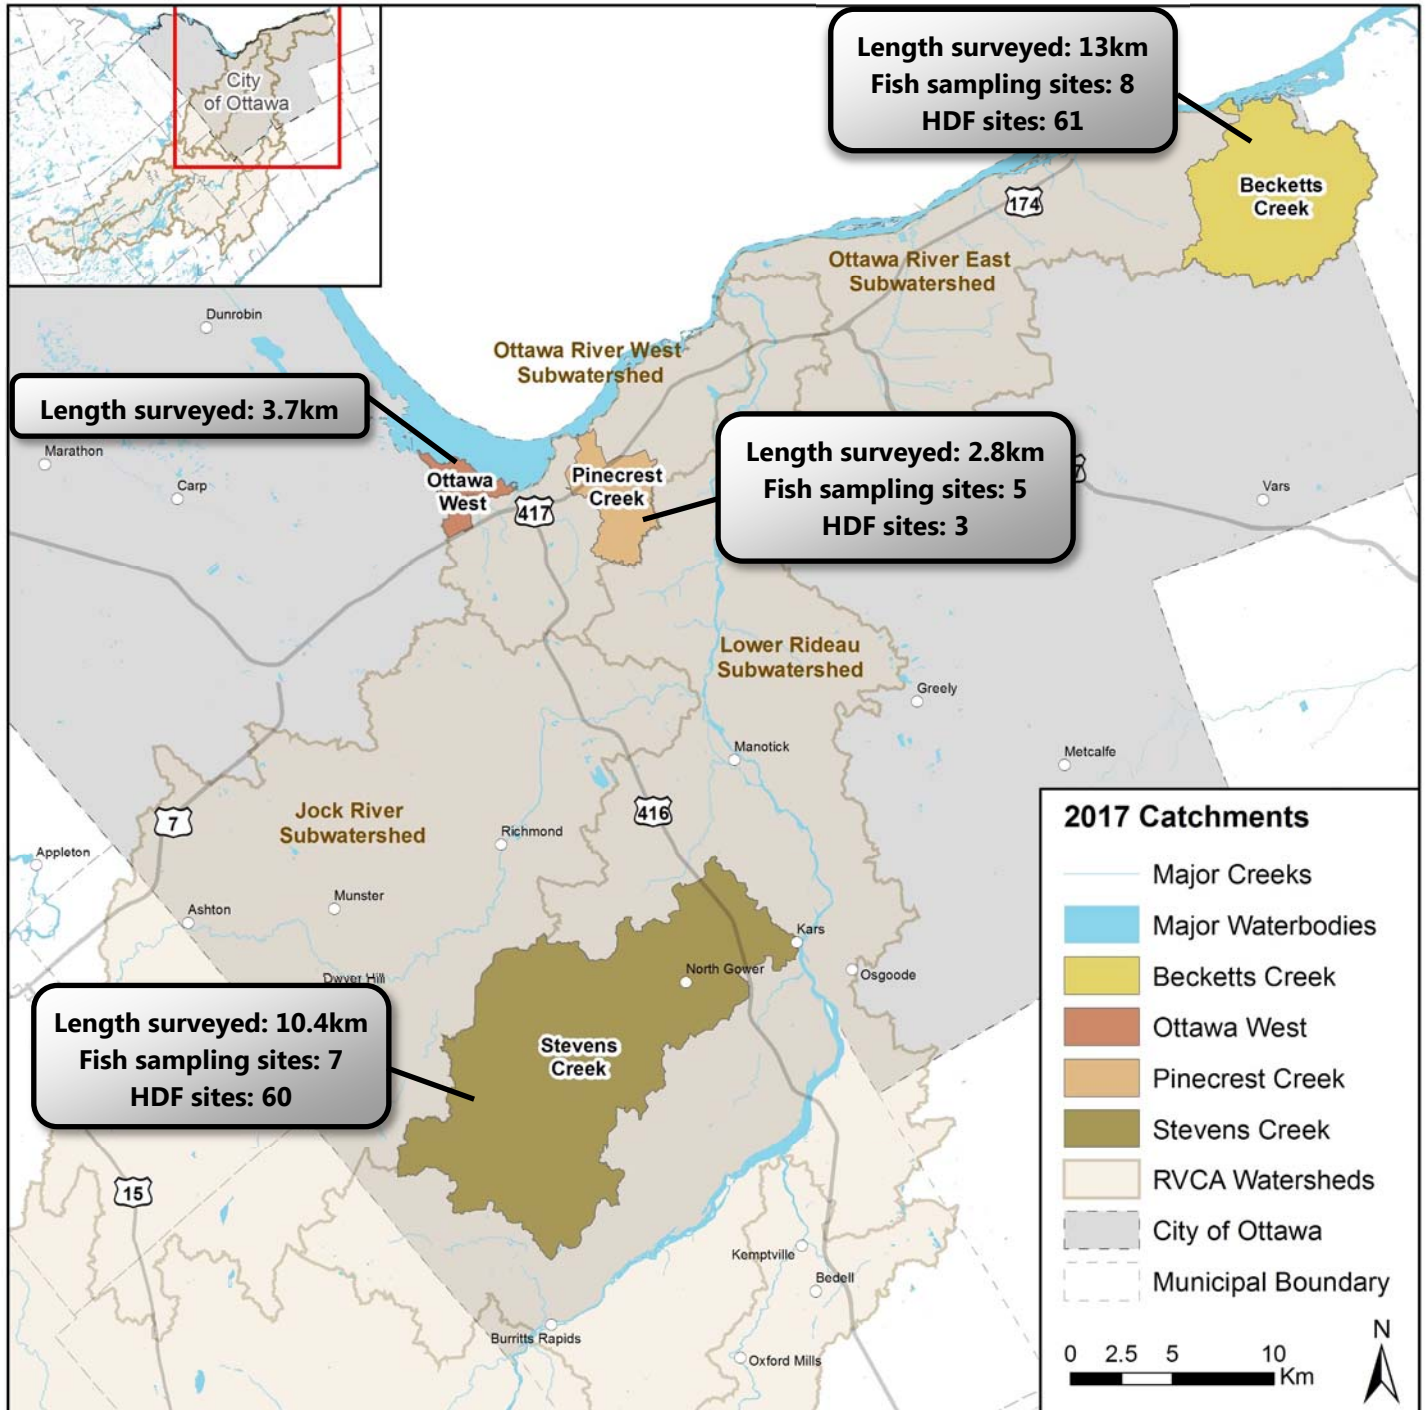 City
of Ottawa
Length surveyed: 13km
Fish sampling sites: 8
HDF sites: 61
Becketts
Creek
174
Ottawa River East
Subwatershed
Dunrobin
Ottawa River West
Subwatershed
Length surveyed: 3.7km
Marathon
Carp
Ottawa
West
417
Pinecrest
Creek
Length surveyed: 2.8km
Fish sampling sites: 5
HDF sites: 3
Vars
Lower Rideau
Subwatershed
Greely
Manotick
Metcalfe
Jock River
Subwatershed
7
416
Richmond
Appleton
Munster
Ashton
Kars
North Gower
Osgoode
Dwyer Hill
Length surveyed: 10.4km
Fish sampling sites: 7
HDF sites: 60
Stevens
Creek
15
Kemptville
Bedell
Burritts Rapids
Oxford Mills
2017 Catchments
Major Creeks
Major Waterbodies
Becketts Creek
Ottawa West
Pinecrest Creek
Stevens Creek
RVCA Watersheds
City of Ottawa
Municipal Boundary
0 2.5 5 10
Km
N